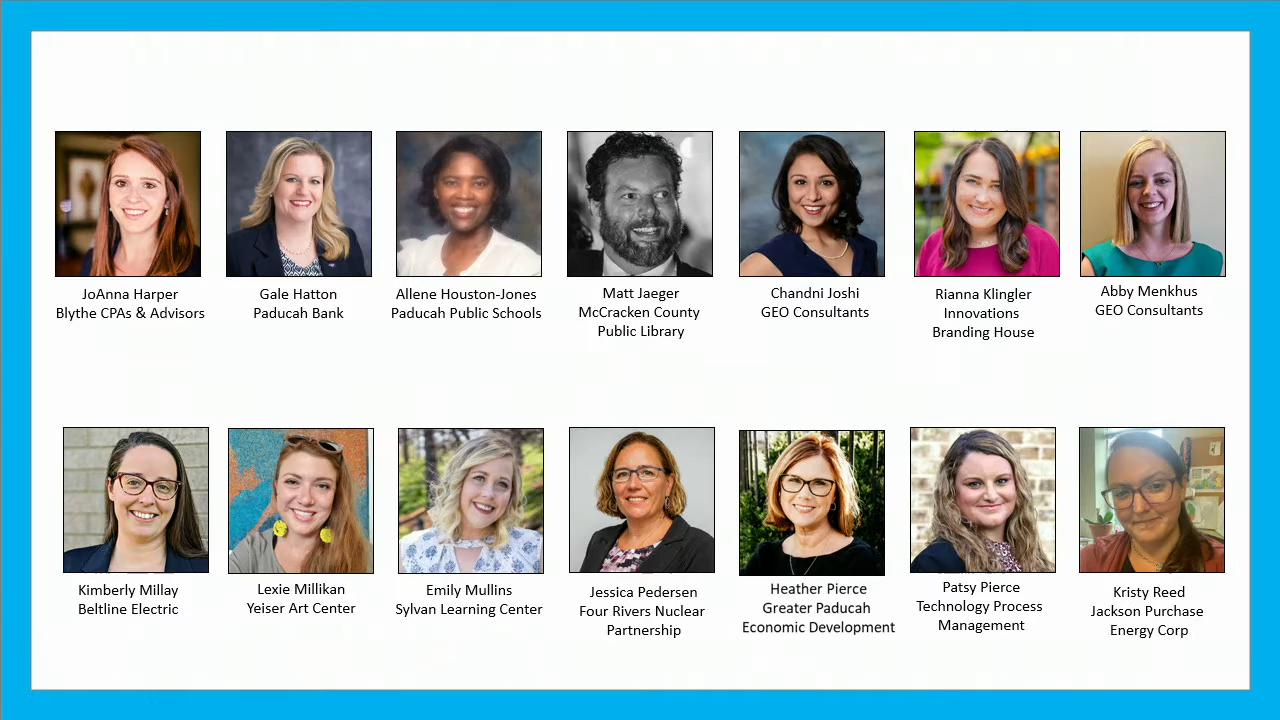 JoAnna Harper
Blythe CPAs & Advisors
Gale Hatton
Paducah Bank
Allene Houston-Jones
Paducah Public Schools
Matt Jaeger
McCracken County
Public Library
Chandni Joshi
GEO Consultants
Rianna Klingler
Innovations
Branding House
Abby Menkhus
GEO Consultants
Kimberly Millay
Beltline Electric
Lexie Millikan
Yeiser Art Center
Emily Mullins
Sylvan Learning Center
Jessica Pedersen
Four Rivers Nuclear
Partnership
Heather Pierce
Greater Paducah
Economic Development
Patsy Pierce
Technology Process
Management
Kristy Reed
Jackson Purchase
Energy Corp